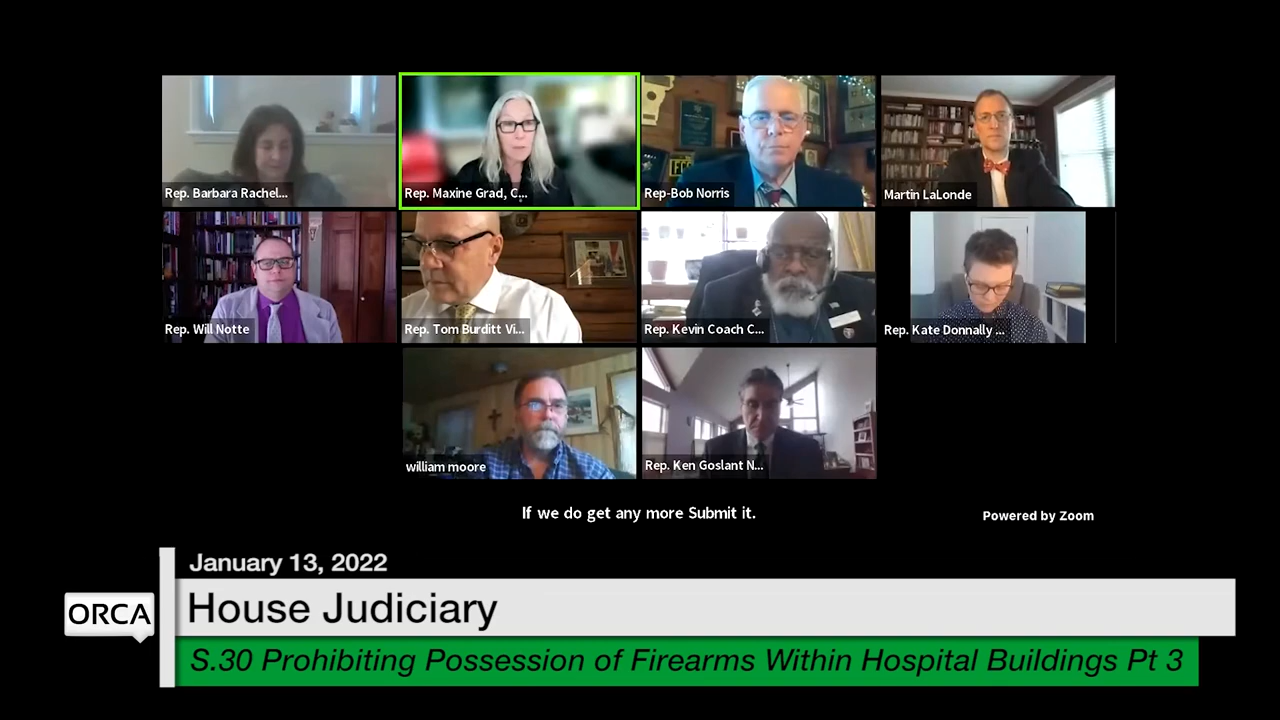 Rep. Barbara Rachel...
Rep. Maxine Grad, C...
Rep-Bob Norris
Martin LaLonde
Rep. Will Notte
Rep. Tom Burditt Vi...
Rep. Kevin Coach C...
Rep. Kate Donnally ...
william moore
Rep. Ken Goslant N...
If we do get any more Submit it.
Powered by Zoom
January 13, 2022
ORCA
House Judiciary
S.30 Prohibiting Possession of Firearms Within Hospital Buildings Pt 3